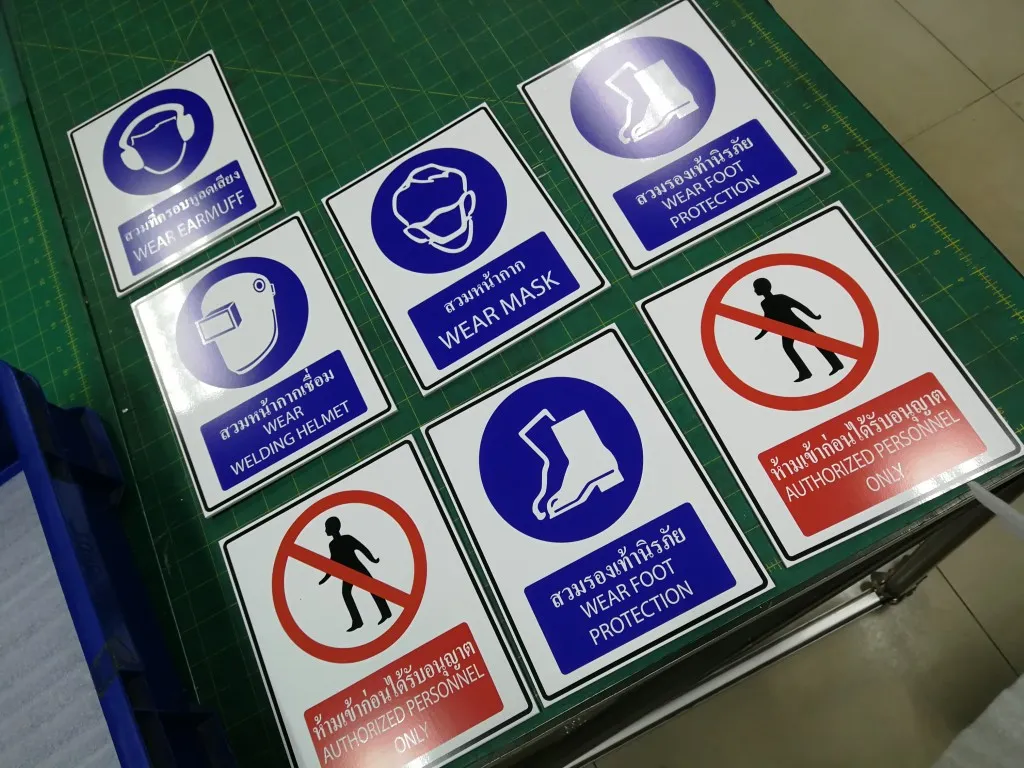 สวมที่ครอบหูลดเสียง
WEAR EARMUFF
สวมหน้ากาก
WEAR MASK
สวมรองเท้านิรภัย
WEAR FOOT
PROTECTION
สวมหน้ากากเชื่อม
WEAR
WELDING HELMET
สวมรองเท้านิรภัย
WEAR FOOT
PROTECTION
ห้ามเข้าก่อนได้รับอนุญาต
AUTHORIZED PERSONNEL
ONLY
ห้ามเข้าก่อนได้รับอนุญาต
AUTHORIZED PERSONNEL
ONLY